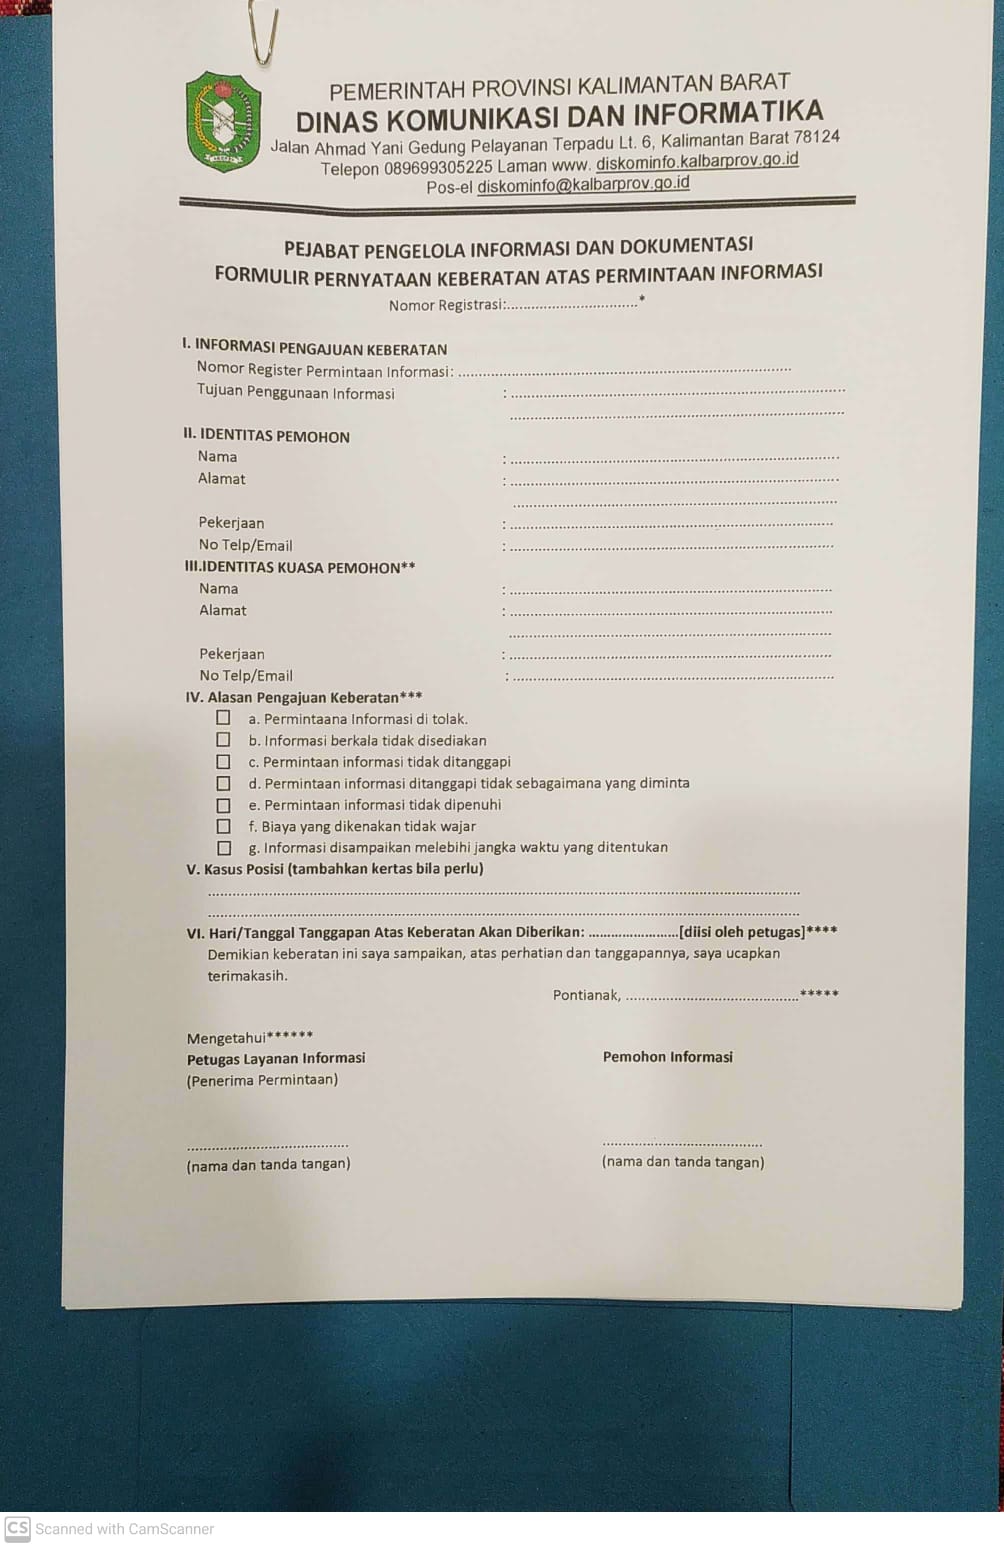 PEMERINTAH PROVINSI KALIMANTAN BARAT
DINAS KOMUNIKASI DAN INFORMATIKA
Jalan Ahmad Yani Gedung Pelayanan Terpadu Lt. 6, Kalimantan Barat 78124
Telepon 089699305225 Laman www. diskominfo.kalbarprov.go.id
Pos-el diskominfo@kalbarprov.go.id
PEJABAT PENGELOLA INFORMASI DAN DOKUMENTASI
FORMULIR PERNYATAAN KEBERATAN ATAS PERMINTAAN INFORMASI
Nomor Registrasi:................................*
I. INFORMASI PENGAJUAN KEBERATAN
Nomor Register Permintaan Informasi: ................................................................................
Tujuan Penggunaan Informasi : ................................................................................
................................................................................
II. IDENTITAS PEMOHON
Nama : ................................................................................
Alamat : ................................................................................
................................................................................
Pekerjaan : ................................................................................
No Telp/Email : ................................................................................
III.IDENTITAS KUASA PEMOHON**
Nama : ................................................................................
Alamat : ................................................................................
................................................................................
Pekerjaan : ................................................................................
No Telp/Email : ................................................................................
IV. Alasan Pengajuan Keberatan***
☐ a. Permintaana Informasi di tolak.
☐ b. Informasi berkala tidak disediakan
☐ c. Permintaan informasi tidak ditanggapi
☐ d. Permintaan informasi ditanggapi tidak sebagaimana yang diminta
☐ e. Permintaan informasi tidak dipenuhi
☐ f. Biaya yang dikenakan tidak wajar
☐ g. Informasi disampaikan melebihi jangka waktu yang ditentukan
V. Kasus Posisi (tambahkan kertas bila perlu)
................................................................................
................................................................................
VI. Hari/Tanggal Tanggapan Atas Keberatan Akan Diberikan: ......................[diisi oleh petugas]****
Demikian keberatan ini saya sampaikan, atas perhatian dan tanggapannya, saya ucapkan
terimakasih.
Pontianak, ..........................................*****
Mengetahui******
Petugas Layanan Informasi Pemohon Informasi
(Penerima Permintaan)
....................................... .......................................
(nama dan tanda tangan) (nama dan tanda tangan)
CS Scanned with CamScanner